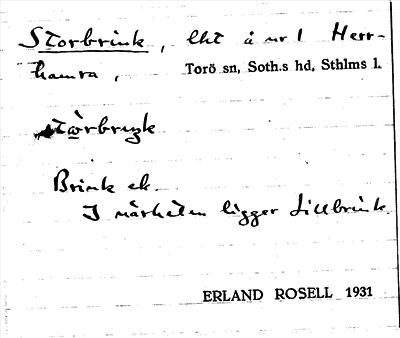 Storbrink, lht å nr 1 Herr-
hamra,
Torö sn, Soth.s hd, Sthlms l.
Brink ek.
I närheten ligger Lillbrink.
ERLAND ROSELL 1931